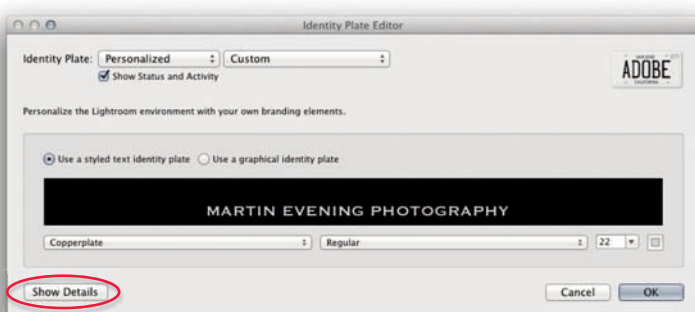 Identity Plate Editor
Identity Plate: Personalized Custom
Show Status and Activity
ADOBE
Personalize the Lightroom environment with your own branding elements.
Use a styled text identity plate Use a graphical identity plate
MARTIN EVENING PHOTOGRAPHY
Copperplate Regular 22
Show Details Cancel OK